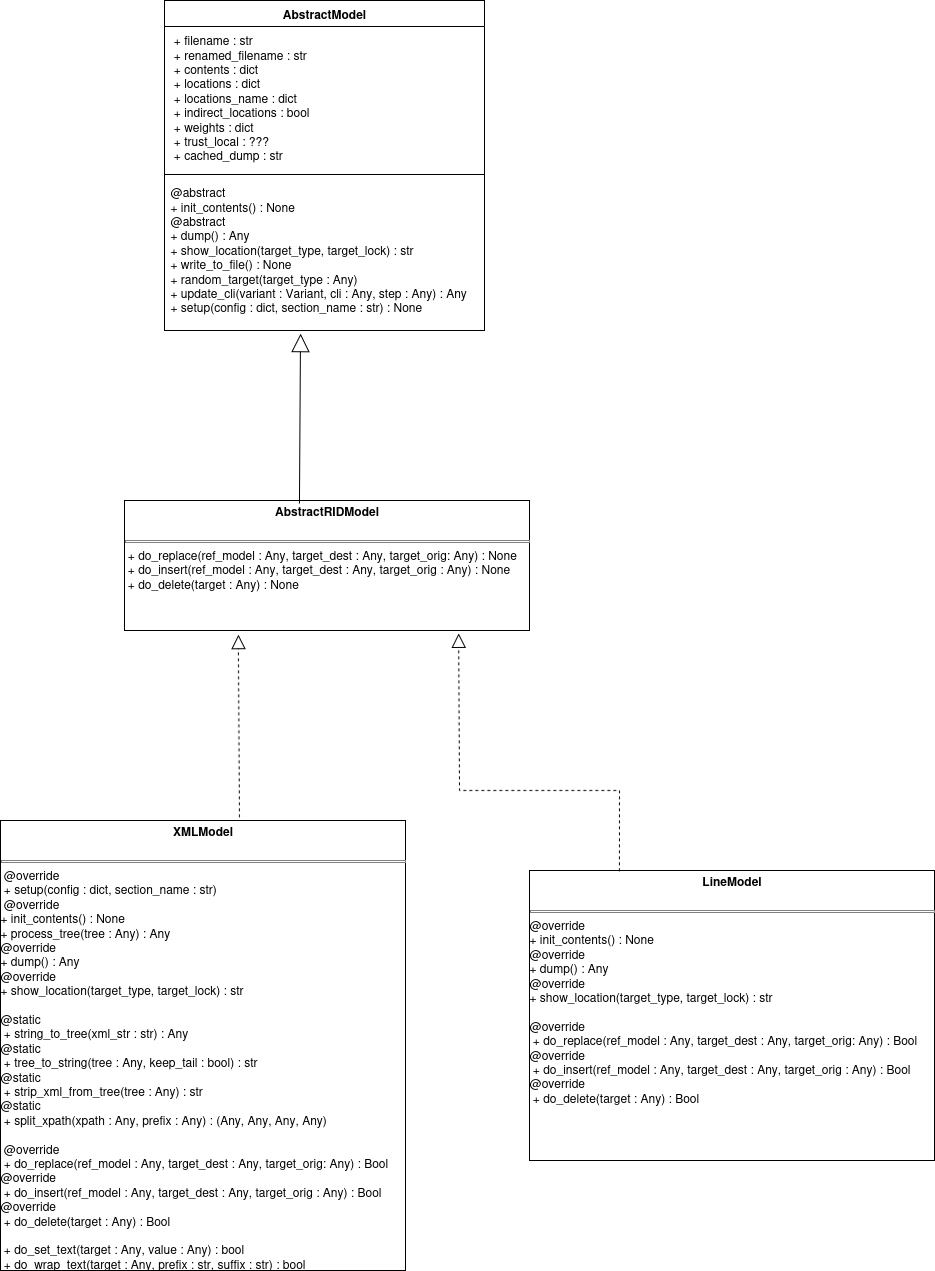 AbstractModel
+ filename : str
+ renamed_filename : str
+ contents : dict
+ locations : dict
+ locations_name : dict
+ indirect_locations : bool
+ weights : dict
+ trust_local : ???
+ cached_dump : str
@abstract
+ init_contents() : None
@abstract
+ dump() : Any
+ show_location(target_type, target_lock) : str
+ write_to_file() : None
+ random_target(target_type : Any)
+ update_cli(variant : Variant, cli : Any, step : Any) : Any
+ setup(config : dict, section_name : str) : None
AbstractRIDModel
+ do_replace(ref_model : Any, target_dest : Any, target_orig: Any) : None
+ do_insert(ref_model : Any, target_dest : Any, target_orig : Any) : None
+ do_delete(target : Any) : None
XMLModel
@override
+ setup(config : dict, section_name : str)
@override
+ init_contents() : None
+ process_tree(tree : Any) : Any
@override
+ dump() : Any
@override
+ show_location(target_type, target_lock) : str
@static
+ string_to_tree(xml_str : str) : Any
@static
+ tree_to_string(tree : Any, keep_tail : bool) : str
@static
+ strip_xml_from_tree(tree : Any) : str
@static
+ split_xpath(xpath : Any, prefix : Any) : (Any, Any, Any, Any)
@override
+ do_replace(ref_model : Any, target_dest : Any, target_orig: Any) : Bool
@override
+ do_insert(ref_model : Any, target_dest : Any, target_orig : Any) : Bool
@override
+ do_delete(target : Any) : Bool
+ do_set_text(target : Any, value : Any) : bool
+ do_wrap_text(target : Any, prefix : str, suffix : str) : bool
LineModel
@override
+ init_contents() : None
@override
+ dump() : Any
@override
+ show_location(target_type, target_lock) : str
@override
+ do_replace(ref_model : Any, target_dest : Any, target_orig: Any) : Bool
@override
+ do_insert(ref_model : Any, target_dest : Any, target_orig : Any) : Bool
@override
+ do_delete(target : Any) : Bool